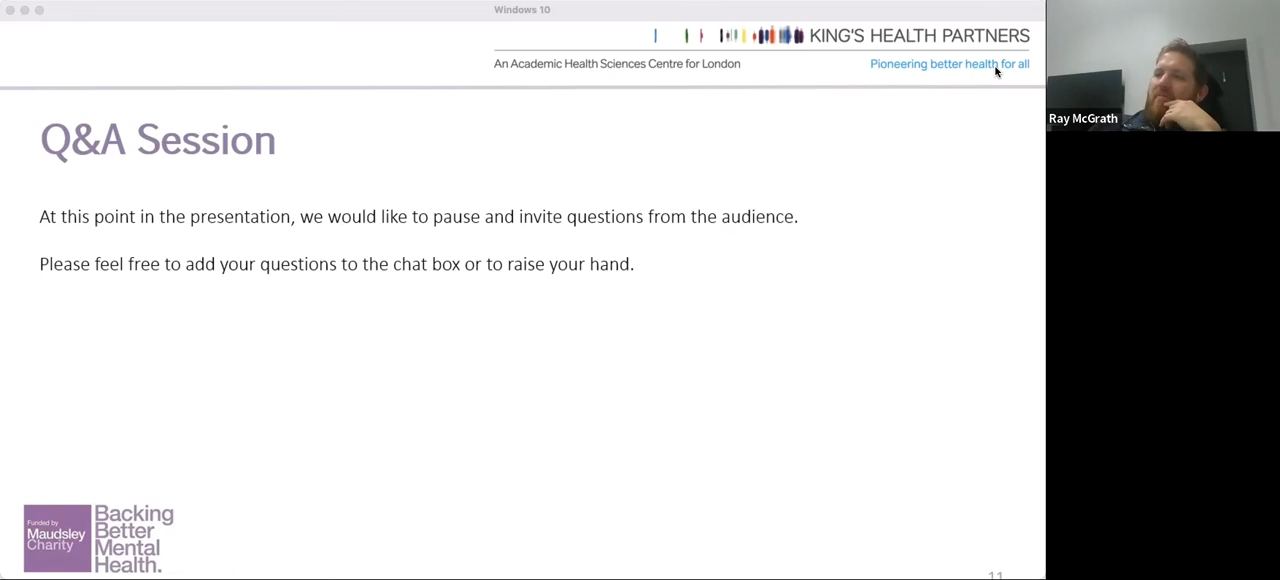 Windows 10
KING'S HEALTH PARTNERS
An Academic Health Sciences Centre for London
Pioneering better health for all
Ray McGrath
Q&A Session
At this point in the presentation, we would like to pause and invite questions from the audience.
Please feel free to add your questions to the chat box or to raise your hand.
Funded by
Maudsley
Charity
Backing
Better
Mental
Health.
11